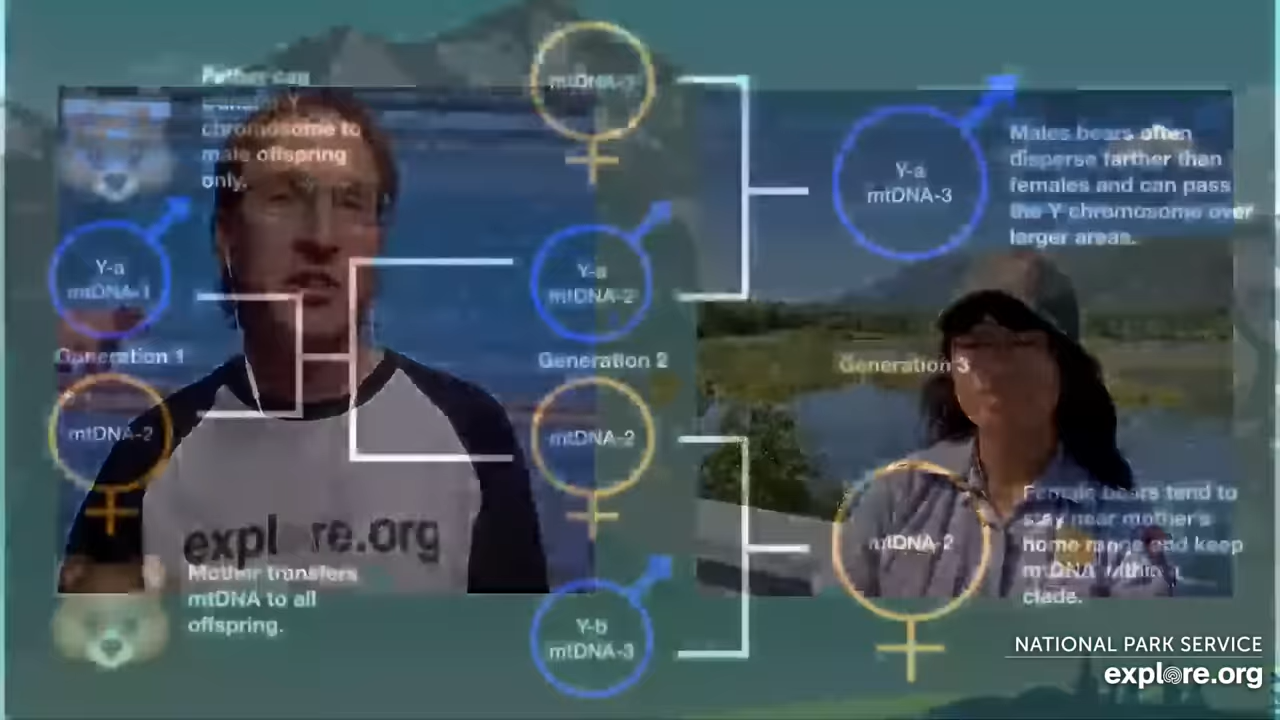 Father can
transfer Y
chromosome to
male offspring
only.
Y-a
mtDNA-1
Generation 1
mtDNA-2
Mother transfers
mtDNA to all
offspring.
explore.org
mtDNA-3
Y-a
mtDNA-2
Generation 2
mtDNA-2
Y-b
mtDNA-3
Y-a
mtDNA-3
Males bears often
disperse farther than
females and can pass
the Y chromosome over
larger areas.
Generation 3
mtDNA-2
Female bears tend to
stay near mother's
home range and keep
mtDNA within a
clade.
NATIONAL PARK SERVICE
explore.org